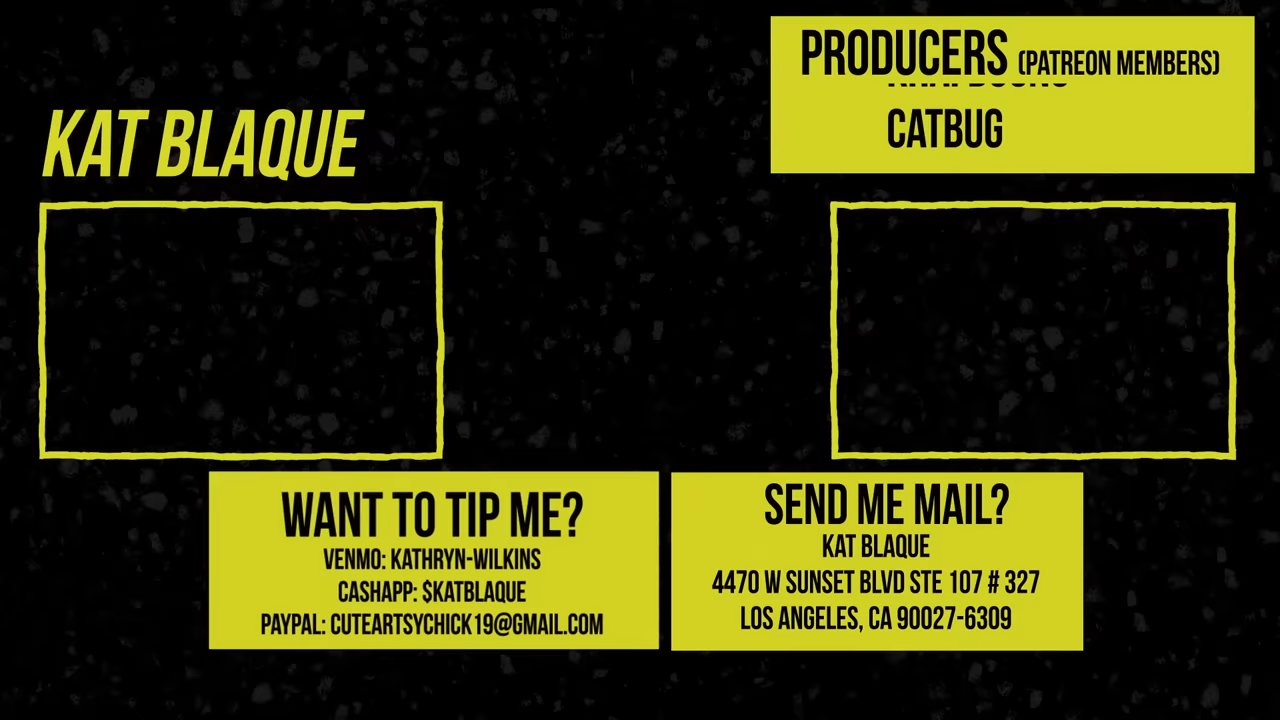 PRODUCERS (PATREON MEMBERS)
CATBUG
KAT BLAQUE
WANT TO TIP ME?
VENMO: KATHRYN-WILKINS
CASHAPP: $KATBLAQUE
PAYPAL: CUTEARTSYCHICK19@GMAIL.COM
SEND ME MAIL?
KAT BLAQUE
4470 W SUNSET BLVD STE 107 # 327
LOS ANGELES, CA 90027-6309